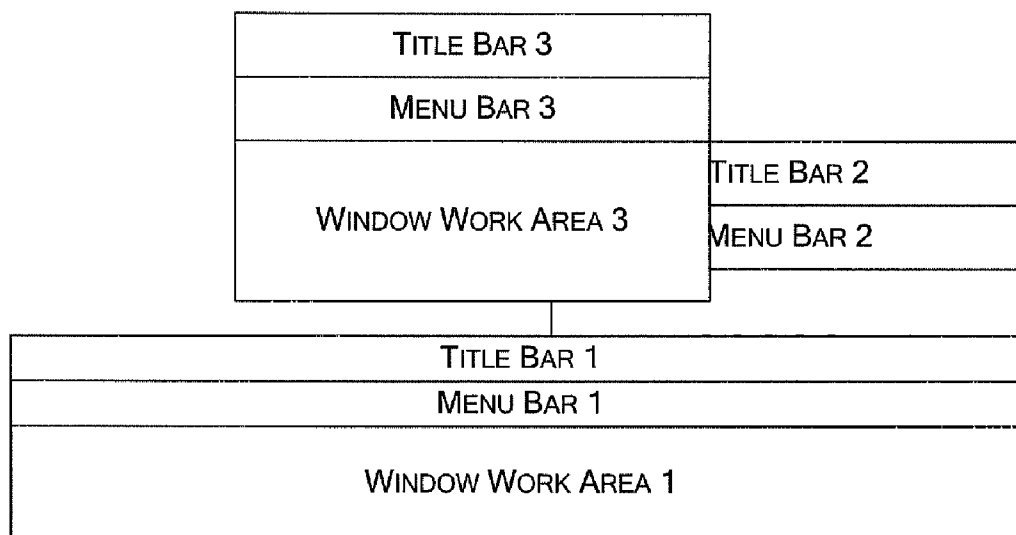 TITLE BAR 3
MENU BAR 3
TITLE BAR 2
WINDOW WORK AREA 3
MENU BAR 2
TITLE BAR 1
MENU BAR 1
WINDOW WORK AREA 1